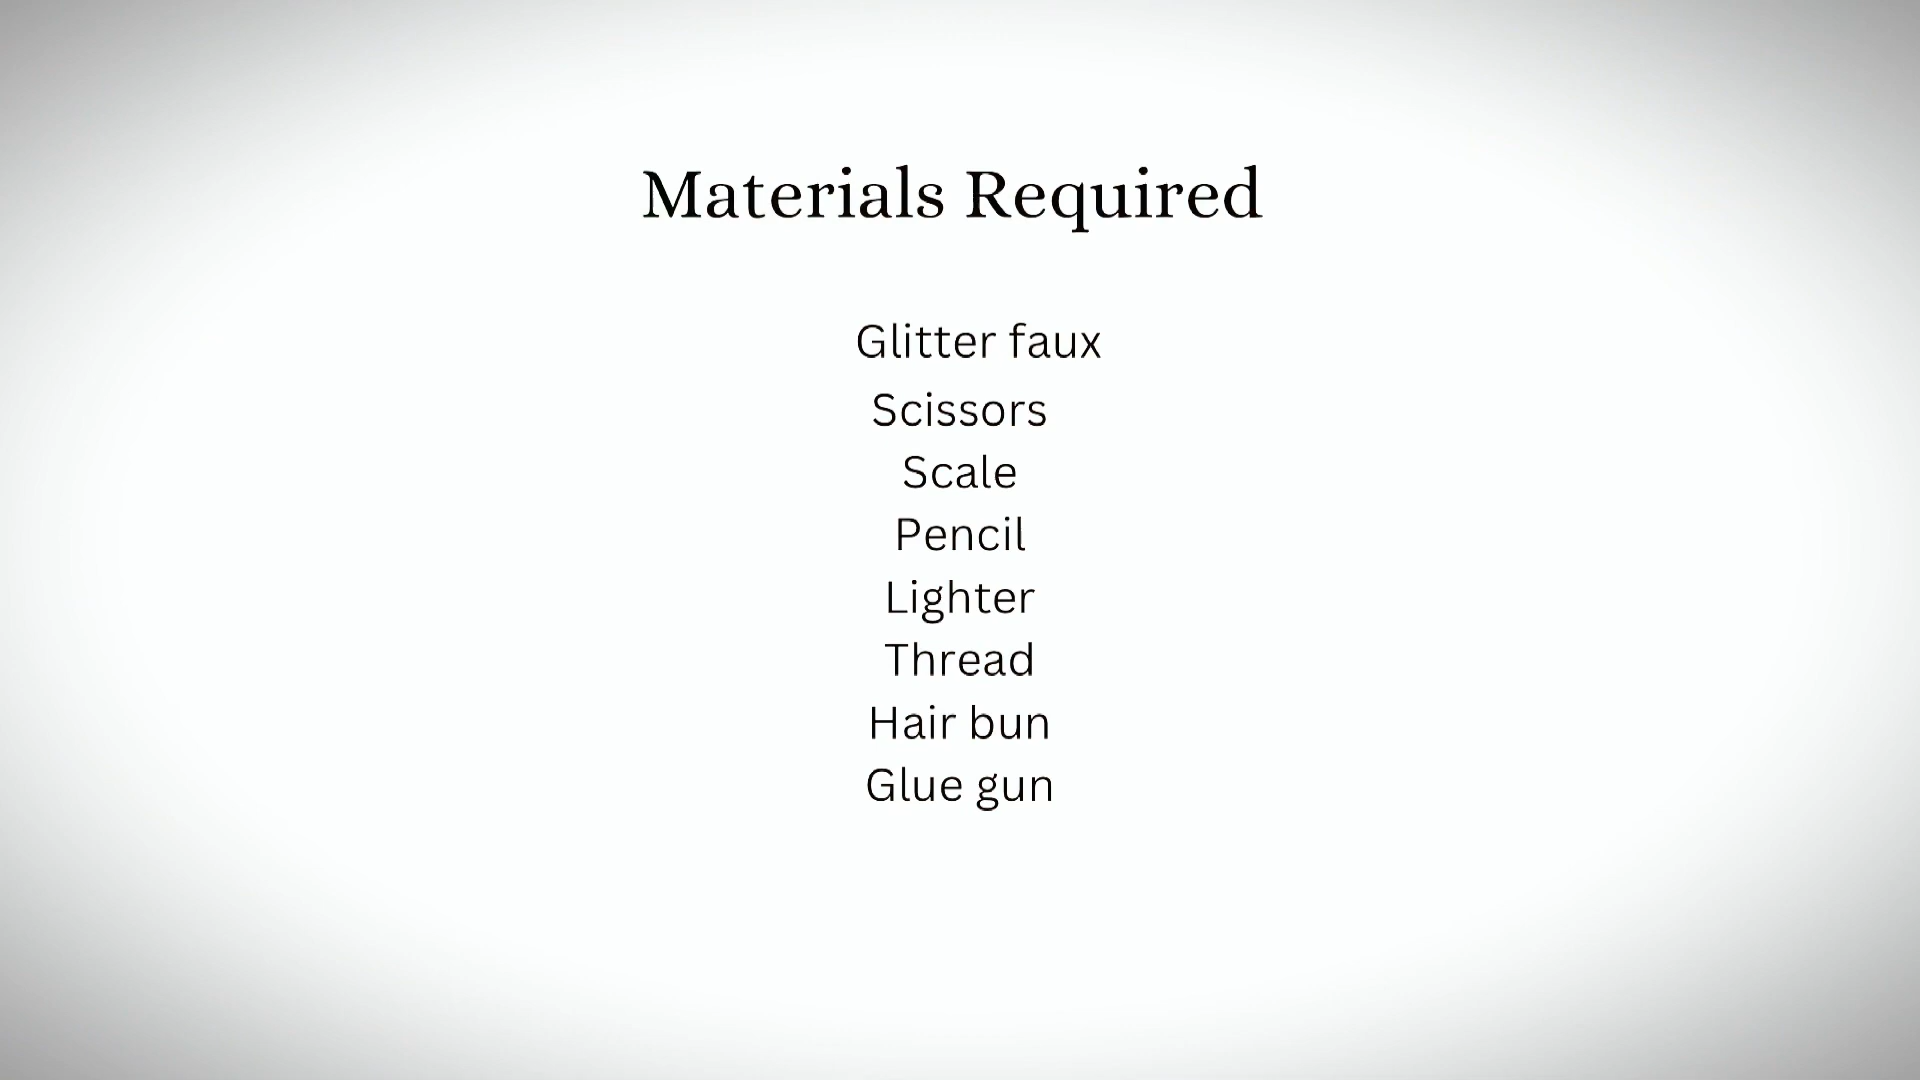 Materials Required
Glitter faux
Scissors
Scale
Pencil
Lighter
Thread
Hair bun
Glue gun